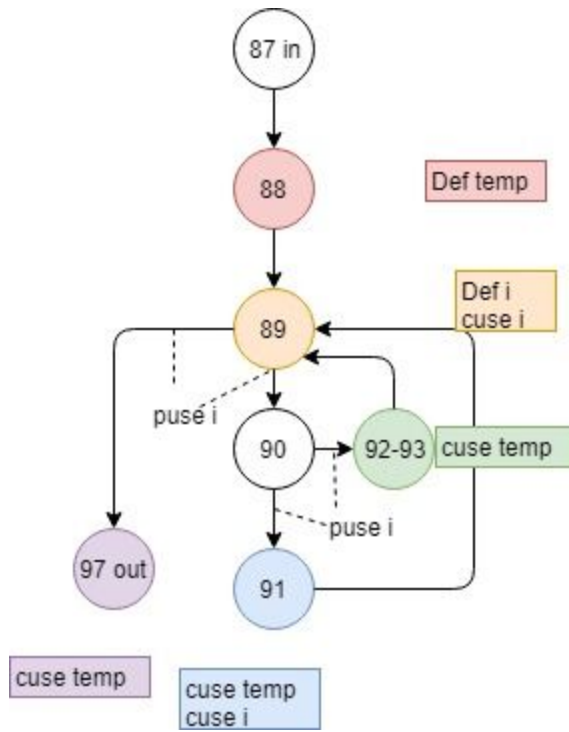 87 in
88
Def temp
Def i
cuse i
89
puse i
90
92-93
cuse temp
puse i
97 out
91
cuse temp
cuse temp
cuse i